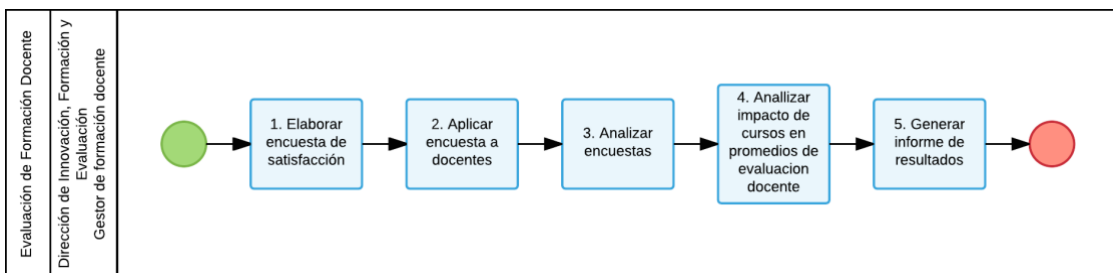 Evaluación de Formación Docente
Dirección de Innovación, Formación y
Evaluación
Gestor de formación docente
1. Elaborar
encuesta de
satisfacción
2. Aplicar
encuesta a
docentes
3. Analizar
encuestas
4. Anallizar
impacto de
cursos en
promedios de
evaluacion
docente
5. Generar
informe de
resultados